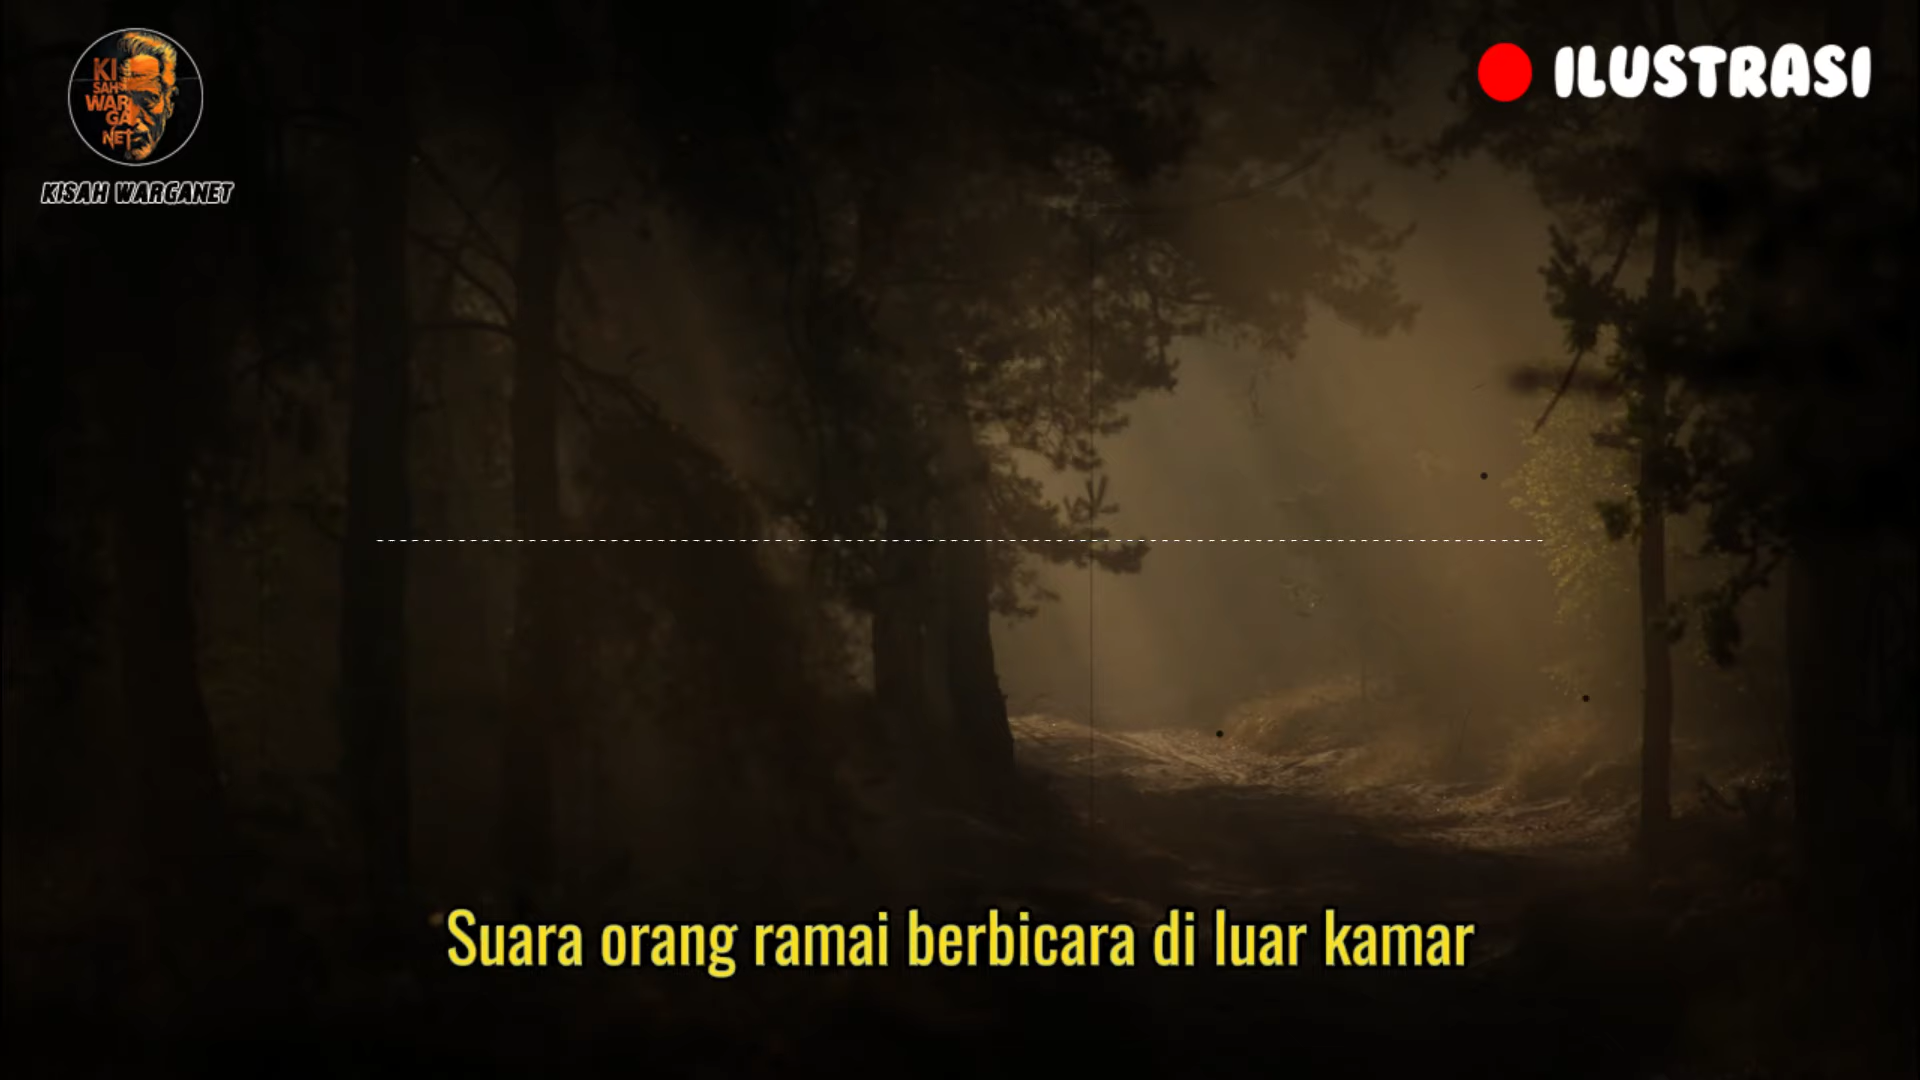 KI
SAH
WAR
GA
NET
KISAH WARGANET
ILUSTRASI
Suara orang ramai berbicara di luar kamar